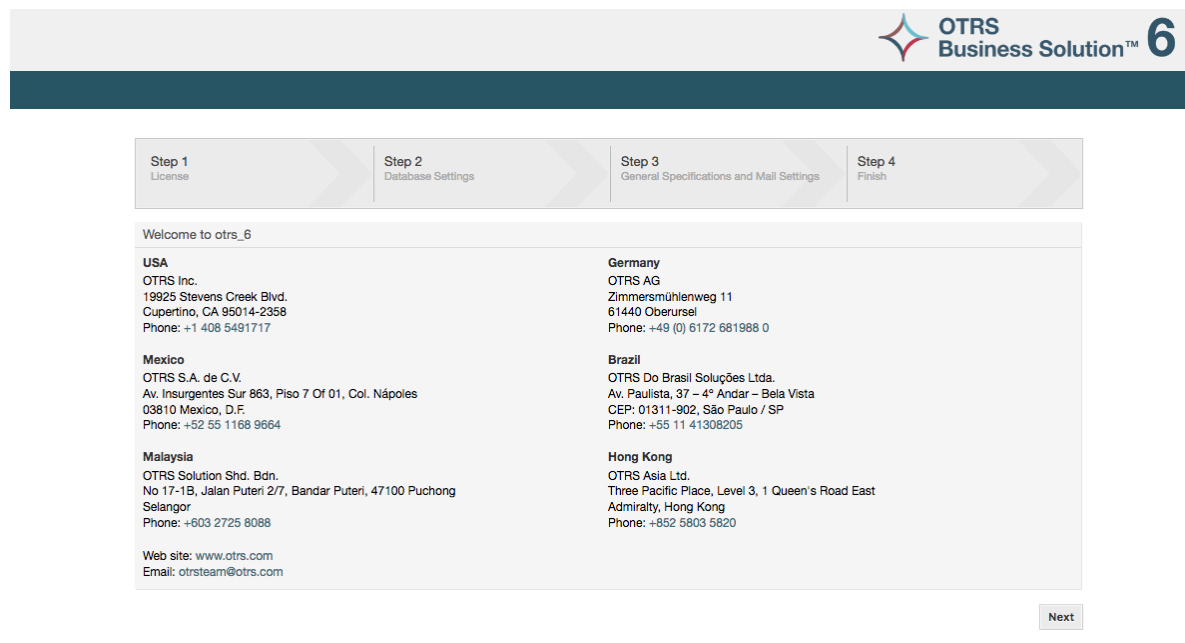 OTRS
Business Solution™ 6
Step 1
License
Step 2
Database Settings
Step 3
General Specifications and Mail Settings
Step 4
Finish
Welcome to otrs_6
USA
OTRS Inc.
19925 Stevens Creek Blvd.
Cupertino, CA 95014-2358
Phone: +1 408 5491717
Germany
OTRS AG
Zimmersmühlenweg 11
61440 Oberursel
Phone: +49 (0) 6172 681988 0
Mexico
OTRS S.A. de C.V.
Av. Insurgentes Sur 863, Piso 7 Of 01, Col. Nápoles
03810 Mexico, D.F.
Phone: +52 55 1168 9664
Brazil
OTRS Do Brasil Soluções Ltda.
Av. Paulista, 37 – 4º Andar – Bela Vista
CEP: 01311-902, São Paulo / SP
Phone: +55 11 41308205
Malaysia
OTRS Solution Shd. Bdn.
No 17-1B, Jalan Puteri 2/7, Bandar Puteri, 47100 Puchong
Selangor
Phone: +603 2725 8088
Hong Kong
OTRS Asia Ltd.
Three Pacific Place, Level 3, 1 Queen's Road East
Admiralty, Hong Kong
Phone: +852 5803 5820
Web site: www.otrs.com
Email: otrsteam@otrs.com
Next